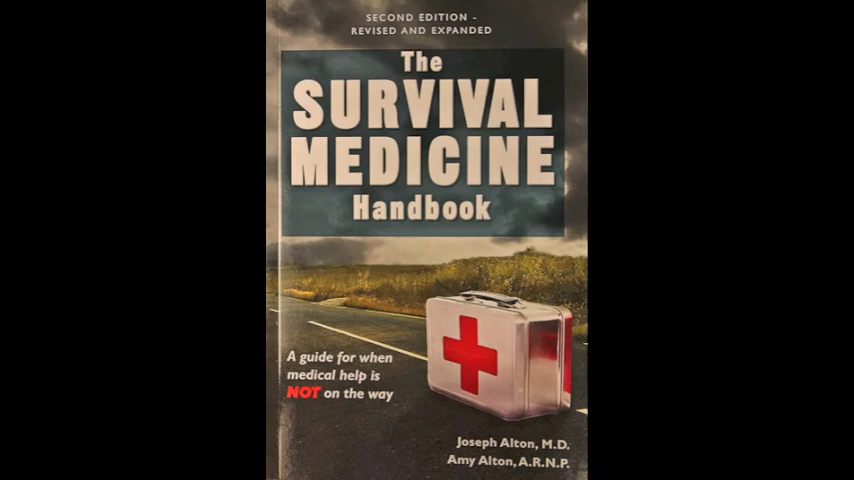 SECOND EDITION -
REVISED AND EXPANDED
The
SURVIVAL
MEDICINE
Handbook
A guide for when
medical help is
NOT on the way
Joseph Alton, M.D.
Amy Alton, A.R.N.P.